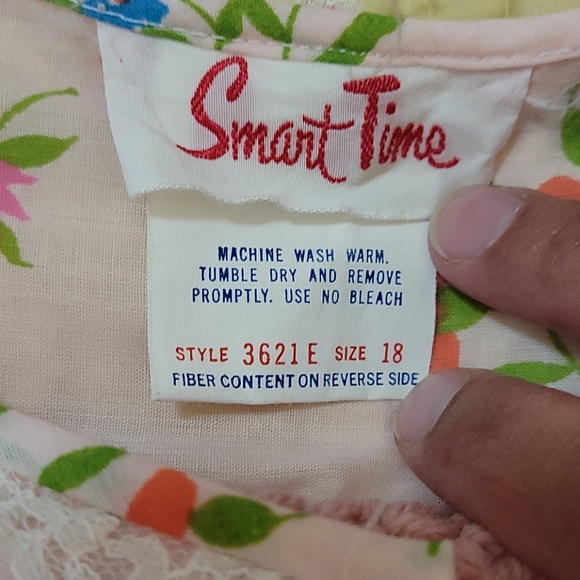 Smart Time
MACHINE WASH WARM.
TUMBLE DRY AND REMOVE
PROMPTLY. USE NO BLEACH
STYLE 3621E SIZE 18
FIBER CONTENT ON REVERSE SIDE